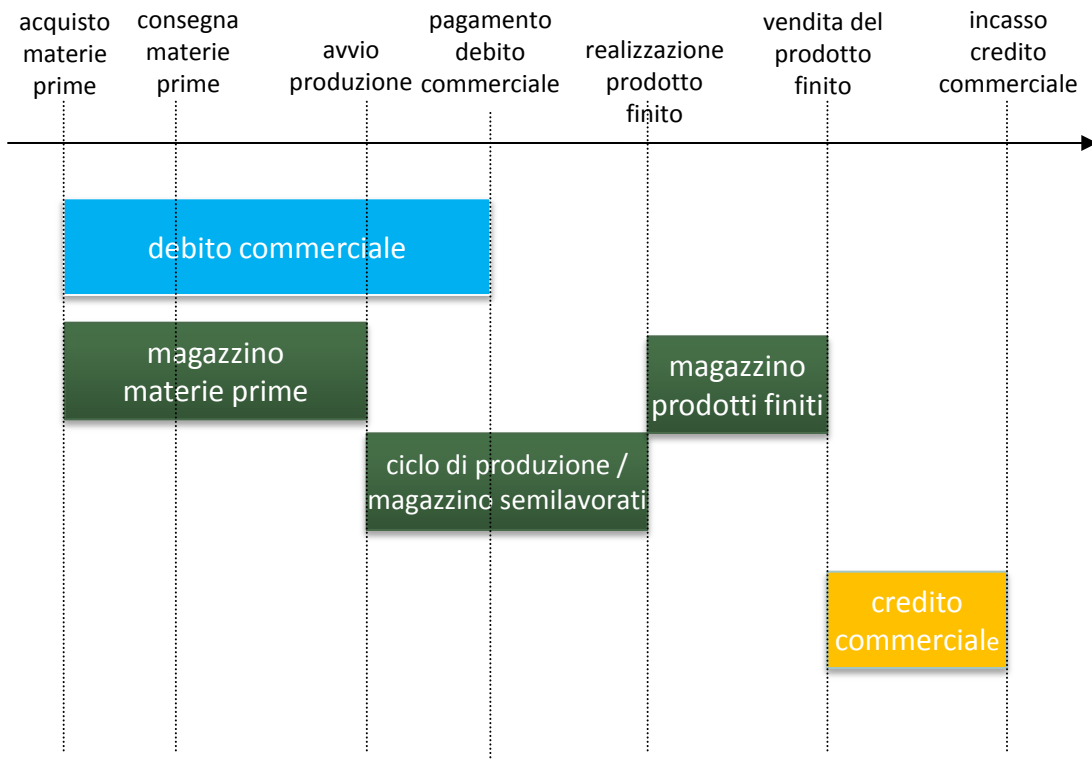 acquisto
materie
prime
consegna
materie
prime
avvio
produzione
pagamento
debito
commerciale
realizzazione
prodotto
finito
vendita del
prodotto
finito
incasso
credito
commerciale
debito commerciale
magazzino
materie prime
magazzino
prodotti finiti
ciclo di produzione /
magazzino semilavorati
credito
commerciale